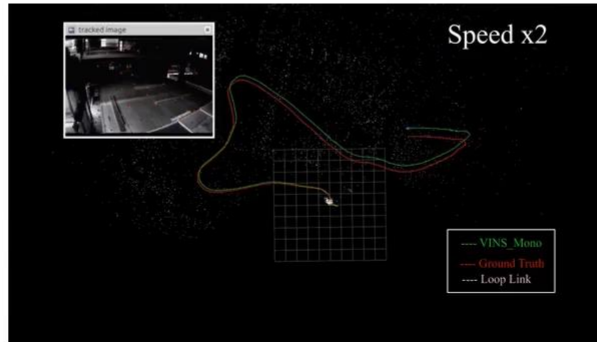 tracked image
Speed x2
---- VINS_Mono
---- Ground Truth
---- Loop Link